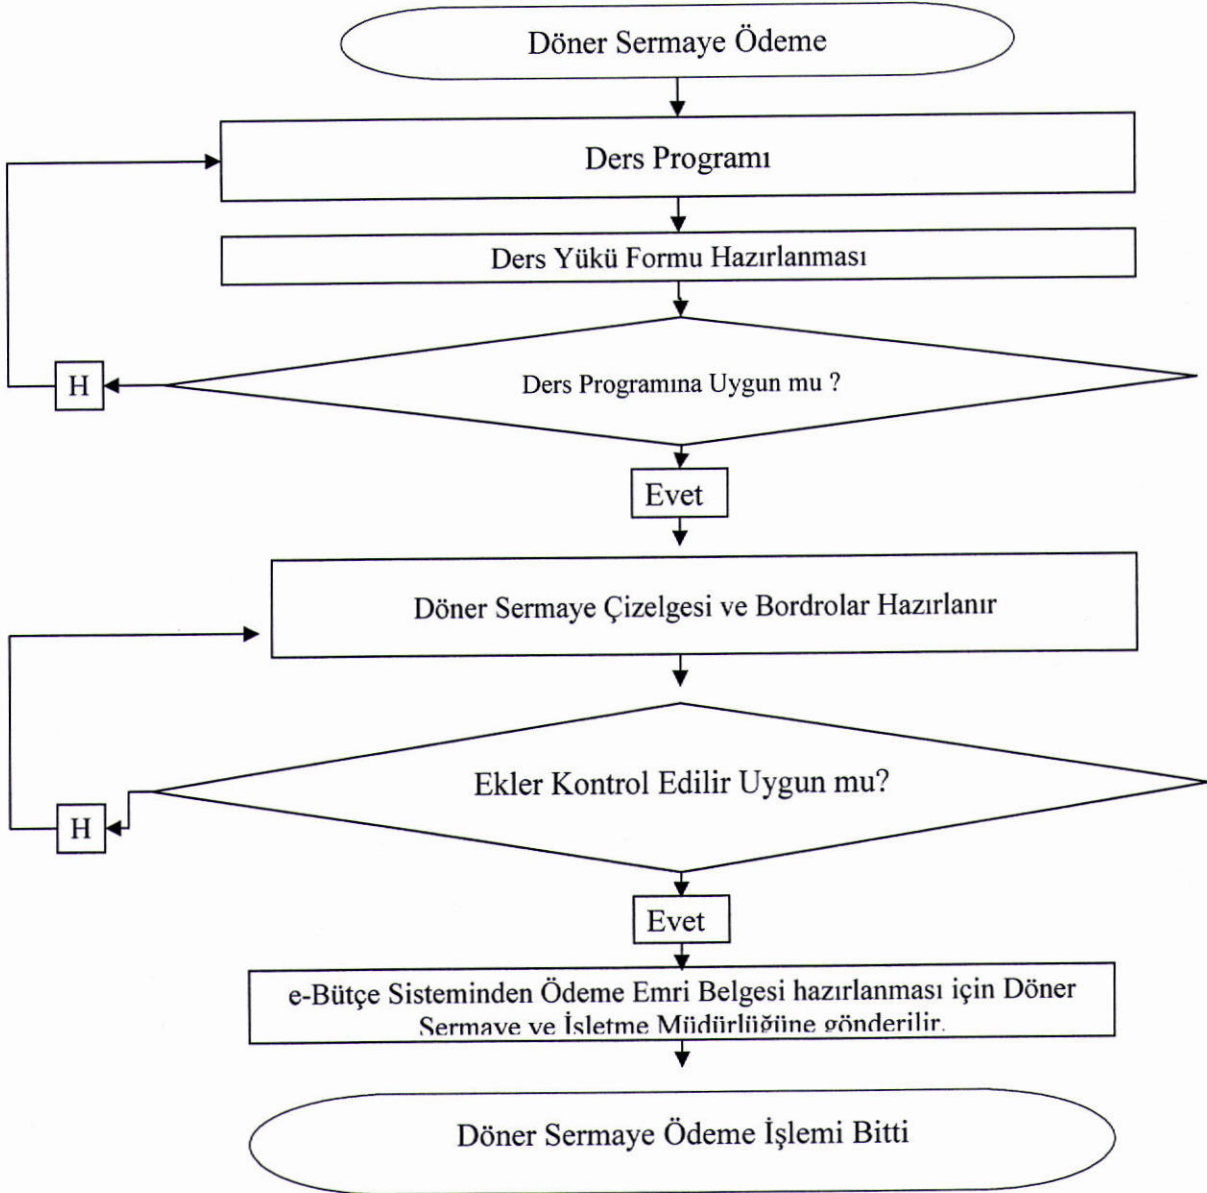 Döner Sermaye Ödeme
Ders Programı
Ders Yükü Formu Hazırlanması
Ders Programına Uygun mu ?
H
Evet
Döner Sermaye Çizelgesi ve Bordrolar Hazırlanır
Ekler Kontrol Edilir Uygun mu?
H
Evet
e-Bütçe Sisteminden Ödeme Emri Belgesi hazırlanması için Döner
Sermaye ve İşletme Müdürlüğüne gönderilir.
Döner Sermaye Ödeme İşlemi Bitti